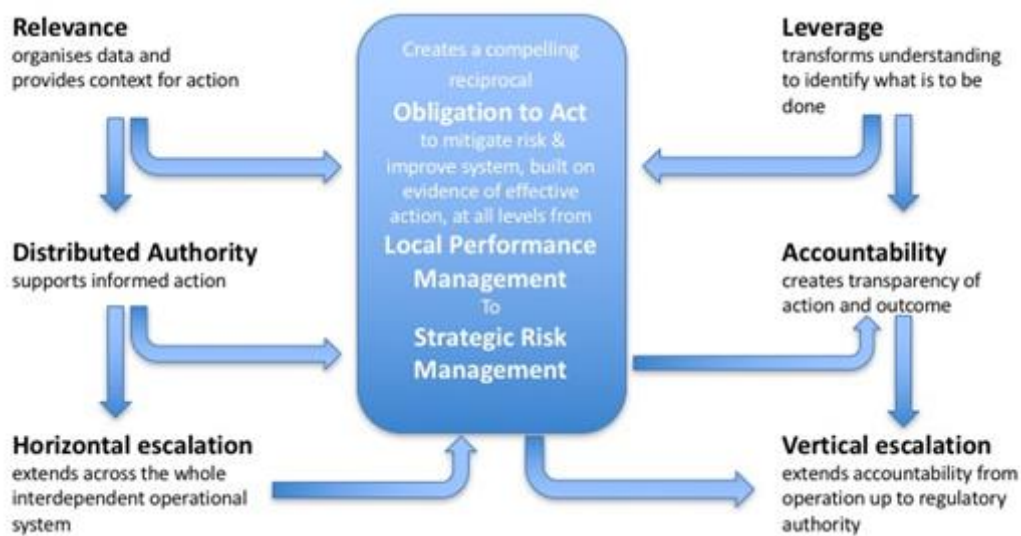 Relevance
organises data and
provides context for action
Distributed Authority
supports informed action
Horizontal escalation
extends across the whole
interdependent operational
system
Creates a compelling
reciprocal
Obligation to Act
to mitigate risk &
improve system, built on
evidence of effective
action, at all levels from
Local Performance
Management
To
Strategic Risk
Management
Leverage
transforms understanding
to identify what is to be
done
Accountability
creates transparency of
action and outcome
Vertical escalation
extends accountability from
operation up to regulatory
authority